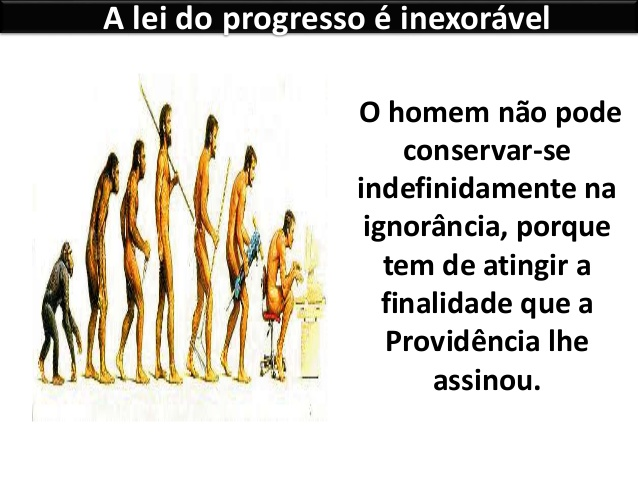 A lei do progresso é inexorável
O homem não pode
conservar-se
indefinidamente na
ignorância, porque
tem de atingir a
finalidade que a
Providência lhe
assinou.